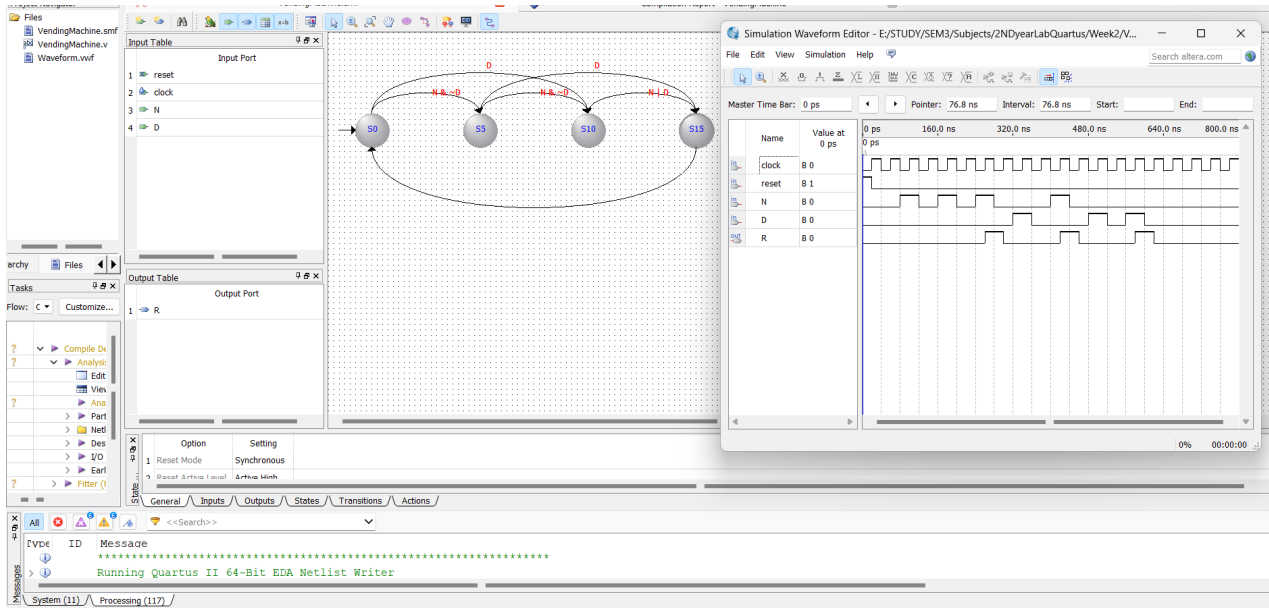 Files
VendingMachine.smf
VendingMachine.v
Waveform.vwf
archy
Files
Tasks
Flow:
C
Customize...
Compile De
Analysis
Edit
View
Ana
Part
Netl
Des
I/O
Earl
Fitter (F
Input Table
Input Port
1 reset
2 clock
3 N
4 D
Output Table
Output Port
1 R
D
D
N & ~D
N & ~D
N | D
S0
S5
S10
S15
Option Setting
1 Reset Mode Synchronous
2 Reset Active Level Active High
State
General Inputs Outputs States Transitions Actions
Simulation Waveform Editor - E:/STUDY/SEM3/Subjects/2NDyearLabQuartus/Week2/V...
File Edit View Simulation Help
Search altera.com
Master Time Bar: 0 ps Pointer: 76.8 ns Interval: 76.8 ns Start: End:
Name Value at 0 ps
0 ps 160.0 ns 320.0 ns 480.0 ns 640.0 ns 800.0 ns
0 ps
clock B 0
reset B 1
N B 0
D B 0
R B 0
0% 00:00:00
All
<<Search>>
Type ID Message
*******************************************************************
Running Quartus II 64-Bit EDA Netlist Writer
Messages
System (11) Processing (117)